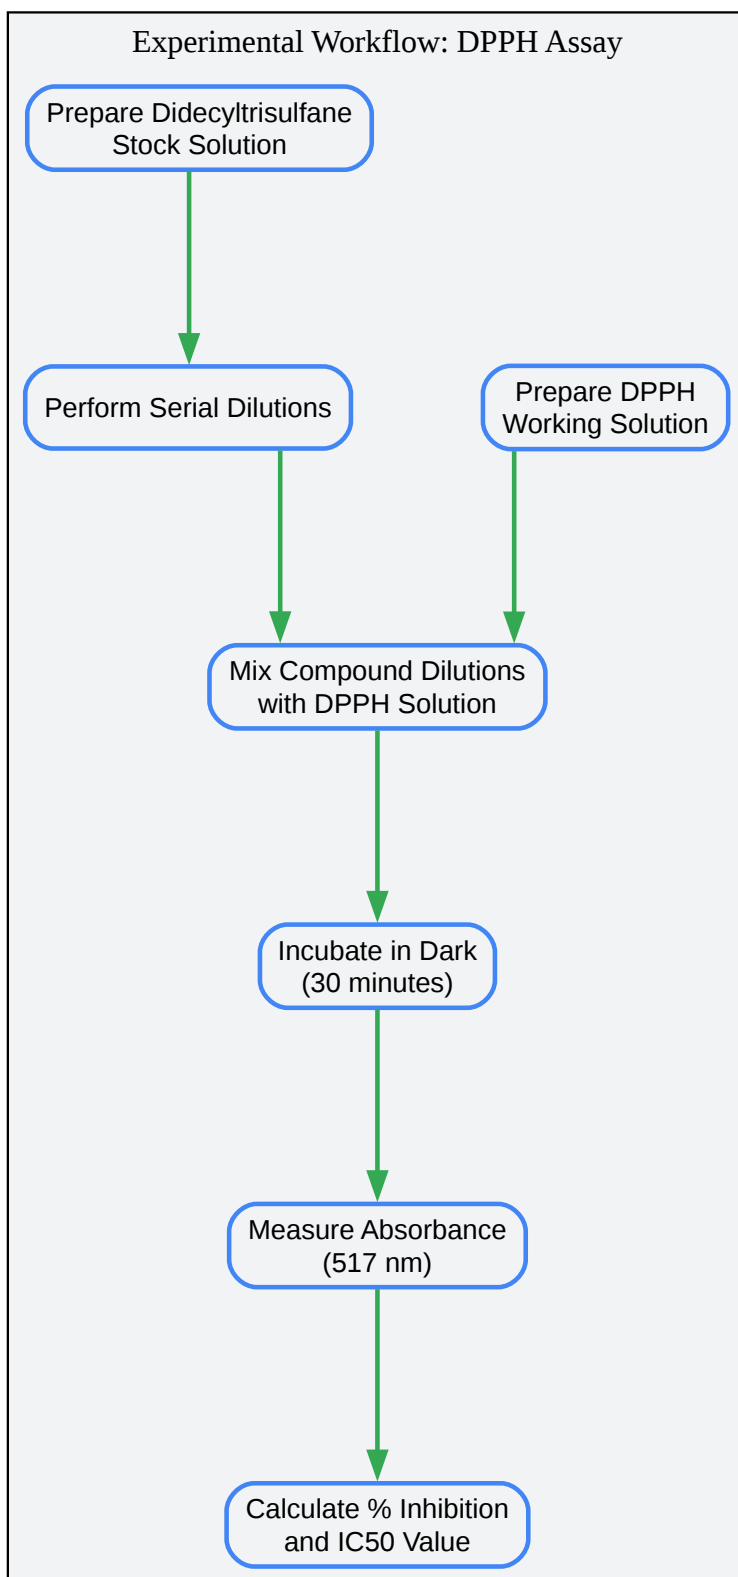 Experimental Workflow: DPPH Assay
Prepare Didecyltrisulfane
Stock Solution
Perform Serial Dilutions
Prepare DPPH
Working Solution
Mix Compound Dilutions
with DPPH Solution
Incubate in Dark
(30 minutes)
Measure Absorbance
(517 nm)
Calculate % Inhibition
and IC50 Value